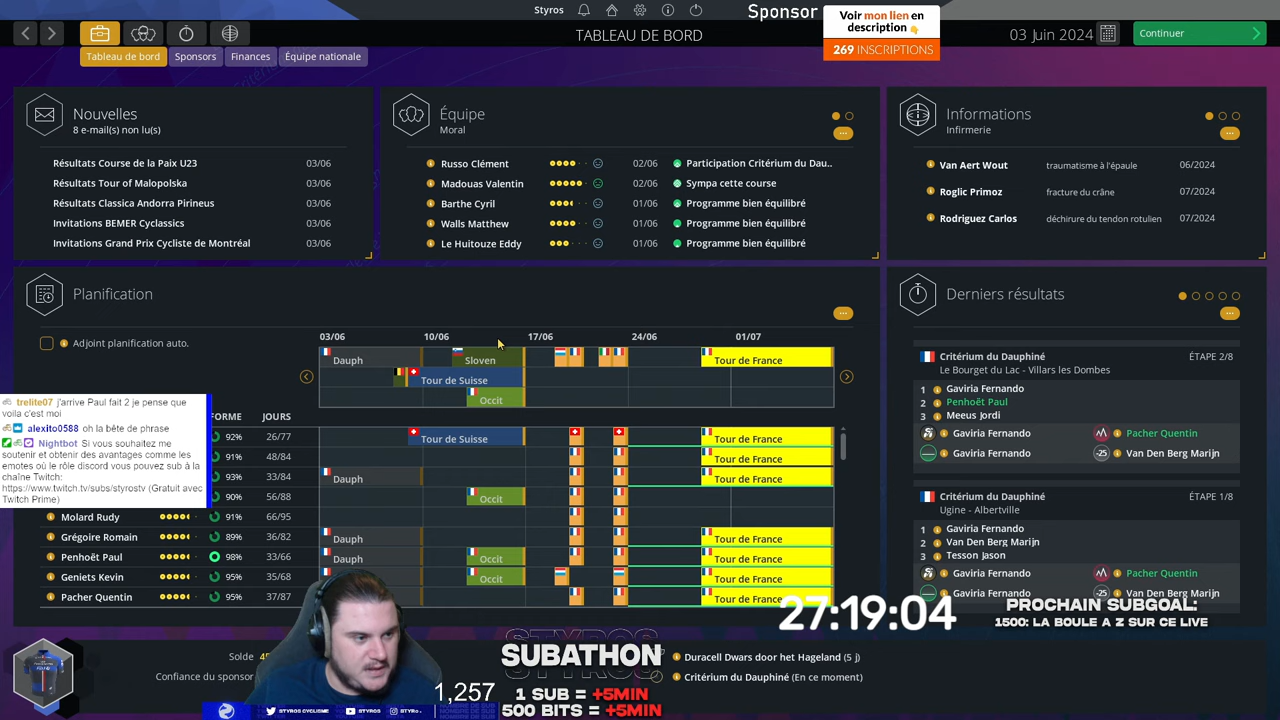 Styros
Sponsor
Voir mon lien en
description 👇
269 INSCRIPTIONS
TABLEAU DE BORD
03 Juin 2024
Continuer
Tableau de bord
Sponsors
Finances
Équipe nationale
Nouvelles
8 e-mail(s) non lu(s)
Résultats Course de la Paix U23 03/06
Résultats Tour of Malopolska 03/06
Résultats Classica Andorra Pirineus 03/06
Invitations BEMER Cyclassics 03/06
Invitations Grand Prix Cycliste de Montréal 03/06
Équipe
Moral
Russo Clément 02/06 Participation Critérium du Dau..
Madouas Valentin 02/06 Sympa cette course
Barthe Cyril 01/06 Programme bien équilibré
Walls Matthew 01/06 Programme bien équilibré
Le Huitouze Eddy 01/06 Programme bien équilibré
Informations
Infirmerie
Van Aert Wout traumatisme à l'épaule 06/2024
Roglic Primoz fracture du crâne 07/2024
Rodriguez Carlos déchirure du tendon rotulien 07/2024
Planification
Adjoint planification auto.
03/06 10/06 17/06 24/06 01/07
Dauph Sloven Tour de France
Tour de Suisse
Occit
FORME JOURS
92% 26/77 Tour de Suisse Tour de France
91% 48/84 Tour de France
92% 33/84 Dauph Tour de France
90% 56/88 Occit
Molard Rudy 91% 66/95
Grégoire Romain 89% 36/82 Dauph Tour de France
Penhoët Paul 98% 33/66 Dauph Occit Tour de France
Geniets Kevin 95% 35/68 Dauph Occit Tour de France
Pacher Quentin 95% 37/87 Tour de France
trelite07 j'arrive Paul fait 2 je pense que
voila c'est moi
alexito0588 oh la bête de phrase
Nightbot Si vous souhaitez me
soutenir et obtenir des avantages comme les
emotes où le rôle discord vous pouvez sub à la
chaîne Twitch:
https://www.twitch.tv/subs/styrostv (Gratuit avec
Twitch Prime)
Derniers résultats
Critérium du Dauphiné ÉTAPE 2/8
Le Bourget du Lac - Villars les Dombes
1 Gaviria Fernando
2 Penhoët Paul
3 Meeus Jordi
Gaviria Fernando Pacher Quentin
Gaviria Fernando -25 Van Den Berg Marijn
Critérium du Dauphiné ÉTAPE 1/8
Ugine - Albertville
1 Gaviria Fernando
2 Van Den Berg Marijn
3 Tesson Jason
Gaviria Fernando Pacher Quentin
Gaviria Fernando -25 Van Den Berg Marijn
27:19:04
PROCHAIN SUBGOAL:
1500: LA BOULE A Z SUR CE LIVE
Solde
Confiance du sponsor
STYROS
SUBATHON
1 SUB = +5MIN
500 BITS = +5MIN
1,257
Duracell Dwars door het Hageland (5 j)
Critérium du Dauphiné (En ce moment)
STYROS CYCLISME
STYROS